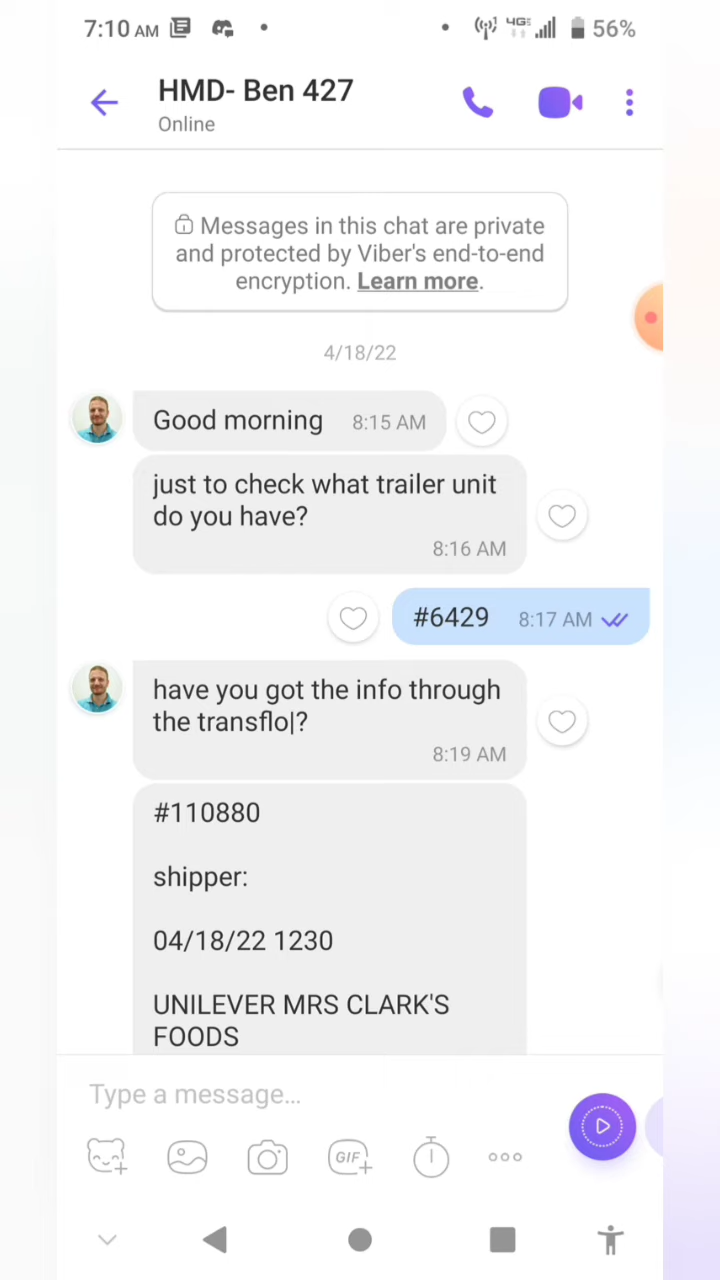 7:10 AM
4G
56%
HMD- Ben 427
Online
Messages in this chat are private
and protected by Viber's end-to-end
encryption. Learn more.
4/18/22
Good morning 8:15 AM
just to check what trailer unit
do you have?
8:16 AM
#6429 8:17 AM
have you got the info through
the transflo|?
8:19 AM
#110880
shipper:
04/18/22 1230
UNILEVER MRS CLARK'S
FOODS
Type a message...
GIF